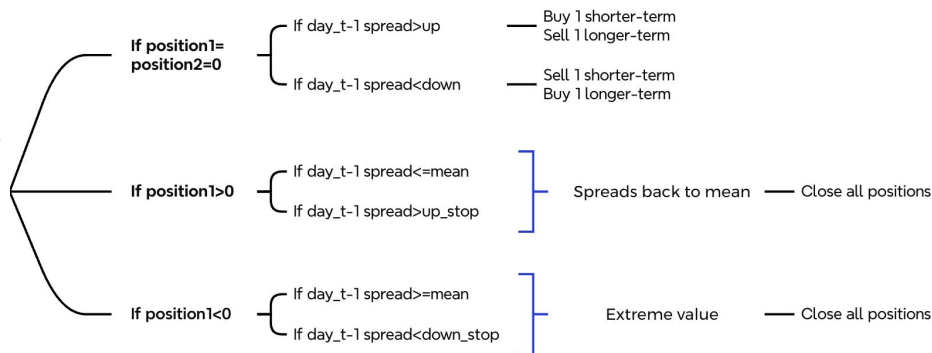 If position1=
position2=0
If day_t-1 spread>up
Buy 1 shorter-term
Sell 1 longer-term
If day_t-1 spread<down
Sell 1 shorter-term
Buy 1 longer-term
If position1>0
If day_t-1 spread<=mean
If day_t-1 spread>up_stop
Spreads back to mean
Close all positions
If position1<0
If day_t-1 spread>=mean
If day_t-1 spread<down_stop
Extreme value
Close all positions